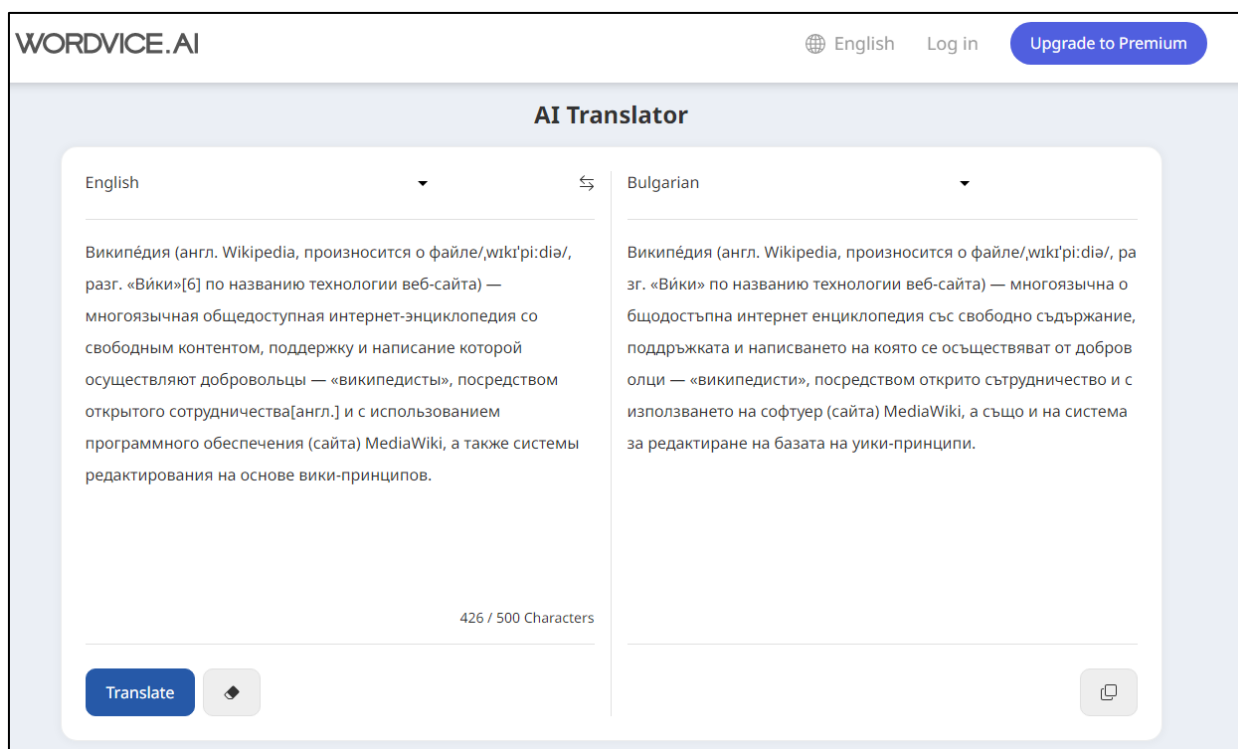 WORDVICE.AI
English
Log in
Upgrade to Premium
AI Translator
English
Bulgarian
Википе́дия (англ. Wikipedia, произносится о файле/ˌwɪkɪˈpiːdiə/,
разг. «Ви́ки»[6] по названию технологии веб-сайта) —
многоязычная общедоступная интернет-энциклопедия со
свободным контентом, поддержку и написание которой
осуществляют добровольцы — «википедисты», посредством
открытого сотрудничества[англ.] и с использованием
программного обеспечения (сайта) MediaWiki, а также системы
редактирования на основе вики-принципов.
426 / 500 Characters
Translate
Википе́дия (англ. Wikipedia, произносится о файле/ˌwɪkɪˈpiːdiə/, ра
зг. «Ви́ки» по названию технологии веб-сайта) — многоязычна о
бщодостъпна интернет енциклопедия със свободно съдържание,
поддръжката и написването на която се осъществяват от добров
олци — «википедисти», посредством открито сътрудничество и с
използването на софтуер (сайта) MediaWiki, а също и на система
за редактиране на базата на уики-принципи.